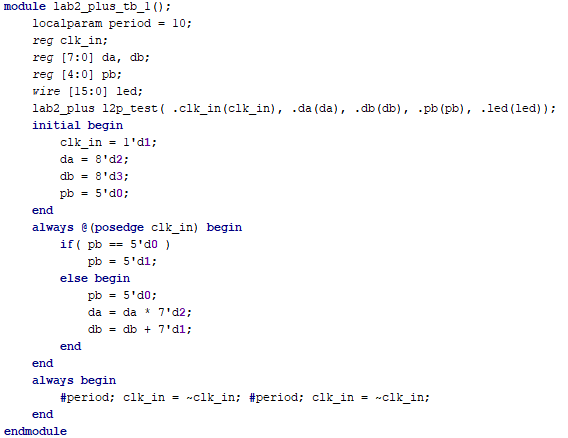 module lab2_plus_tb_1();
    localparam period = 10;
    reg clk_in;
    reg [7:0] da, db;
    reg [4:0] pb;
    wire [15:0] led;
    lab2_plus l2p_test( .clk_in(clk_in), .da(da), .db(db), .pb(pb), .led(led));
    initial begin
        clk_in = 1'd1;
        da = 8'd2;
        db = 8'd3;
        pb = 5'd0;
    end
    always @(posedge clk_in) begin
        if( pb == 5'd0 )
            pb = 5'd1;
        else begin
            pb = 5'd0;
            da = da * 7'd2;
            db = db + 7'd1;
        end
    end
    always begin
        #period; clk_in = ~clk_in; #period; clk_in = ~clk_in;
    end
endmodule